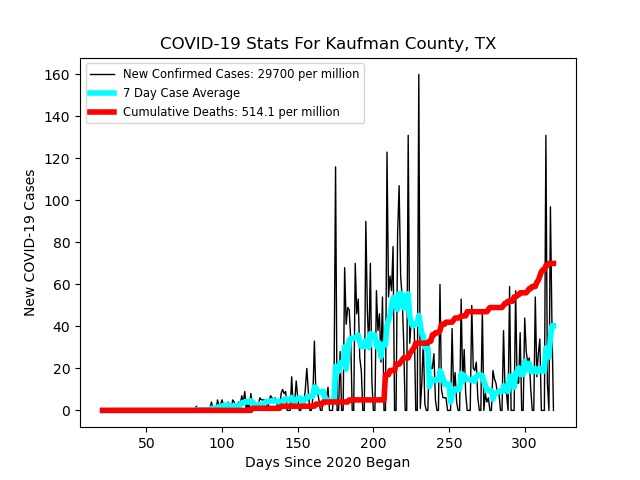 COVID-19 Stats For Kaufman County, TX
New Confirmed Cases: 29700 per million
7 Day Case Average
Cumulative Deaths: 514.1 per million
New COVID-19 Cases
160
140
120
100
80
60
40
20
0
50 100 150 200 250 300
Days Since 2020 Began